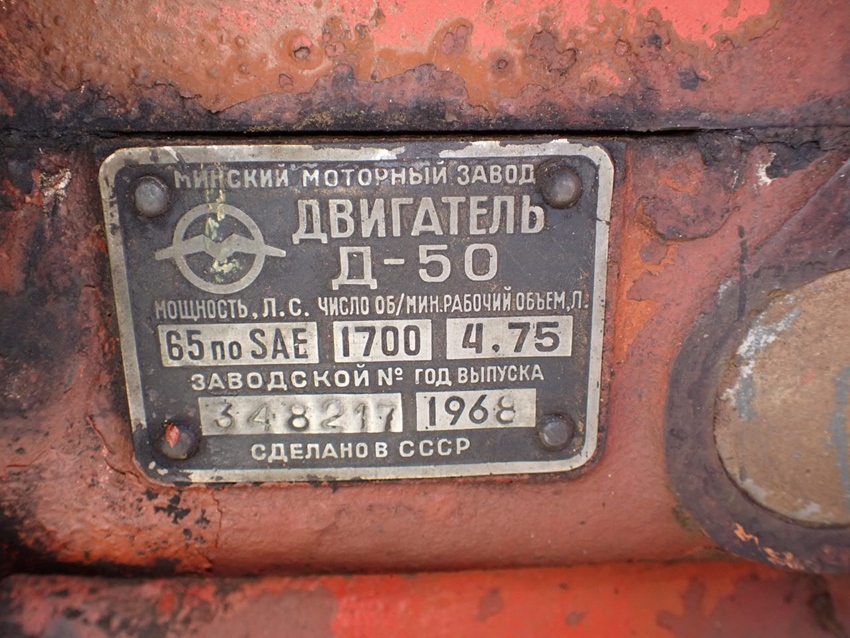 МИНСКИЙ МОТОРНЫЙ ЗАВОД
ДВИГАТЕЛЬ
Д-50
МОЩНОСТЬ, Л.С. ЧИСЛО ОБ/МИН. РАБОЧИЙ ОБЪЕМ, Л.
65 по SAE 1700 4.75
ЗАВОДСКОЙ № ГОД ВЫПУСКА
348217 1968
СДЕЛАНО В СССР